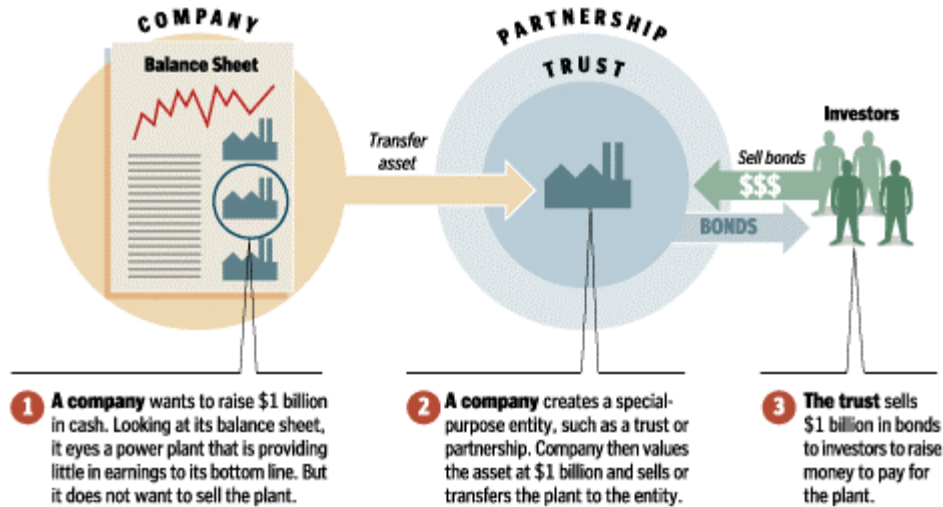 COMPANY
Balance Sheet
PARTNERSHIP
TRUST
Transfer
asset
Investors
Sell bonds
$$$
BONDS
1 A company wants to raise $1 billion
in cash. Looking at its balance sheet,
it eyes a power plant that is providing
little in earnings to its bottom line. But
it does not want to sell the plant.
2 A company creates a special-
purpose entity, such as a trust or
partnership. Company then values
the asset at $1 billion and sells or
transfers the plant to the entity.
3 The trust sells
$1 billion in bonds
to investors to raise
money to pay for
the plant.